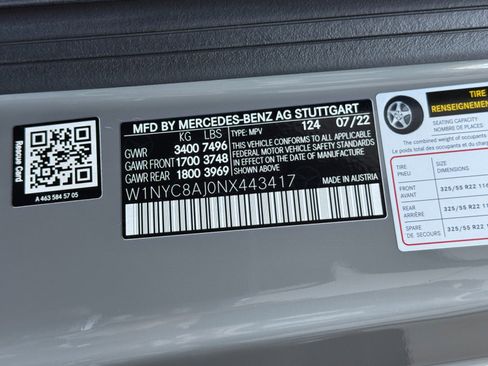 Rescue Card
A 463 584 57 05
MFD BY MERCEDES-BENZ AG STUTTGART
KG LBS 124 07/22
GVWR 3400 7496 TYPE: MPV
GAWR FRONT 1700 3748
GAWR REAR 1800 3969
THIS VEHICLE CONFORMS TO ALL APPLICABLE
FEDERAL MOTOR VEHICLE SAFETY STANDARDS
IN EFFECT ON THE DATE OF MANUFACTURE
SHOWN ABOVE.
W1NYC8AJ0NX443417
MADE IN AUSTRIA
TIRE
RENSEIGNEME
SEATING CAPACITY
NOMBRE DE PLACES
The combined weight of occupants
Le poids total des occupants et du char
TIRE SIZE
PNEU DIMENSIONS
FRONT 325/55 R22 11
AVANT
REAR 325/55 R22 11
ARRIÈRE
SPARE 325/55 R22
DE SECOURS